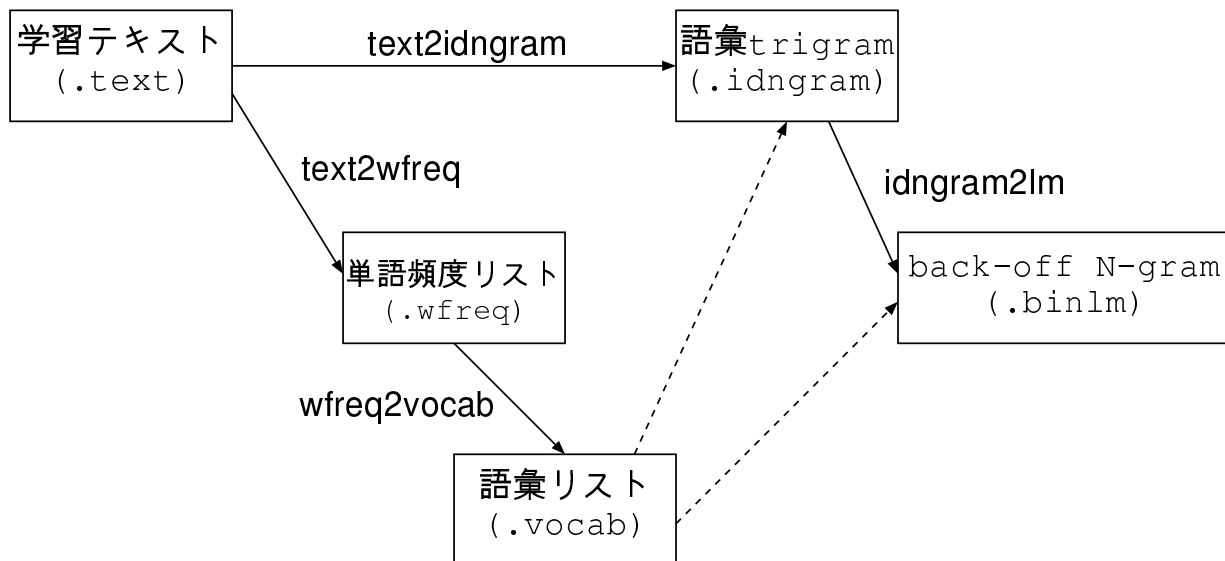 学習テキスト
(.text)
text2idngram
語彙trigram
(.idngram)
text2wfreq
idngram2lm
単語頻度リスト
(.wfreq)
back-off N-gram
(.binlm)
wfreq2vocab
語彙リスト
(.vocab)